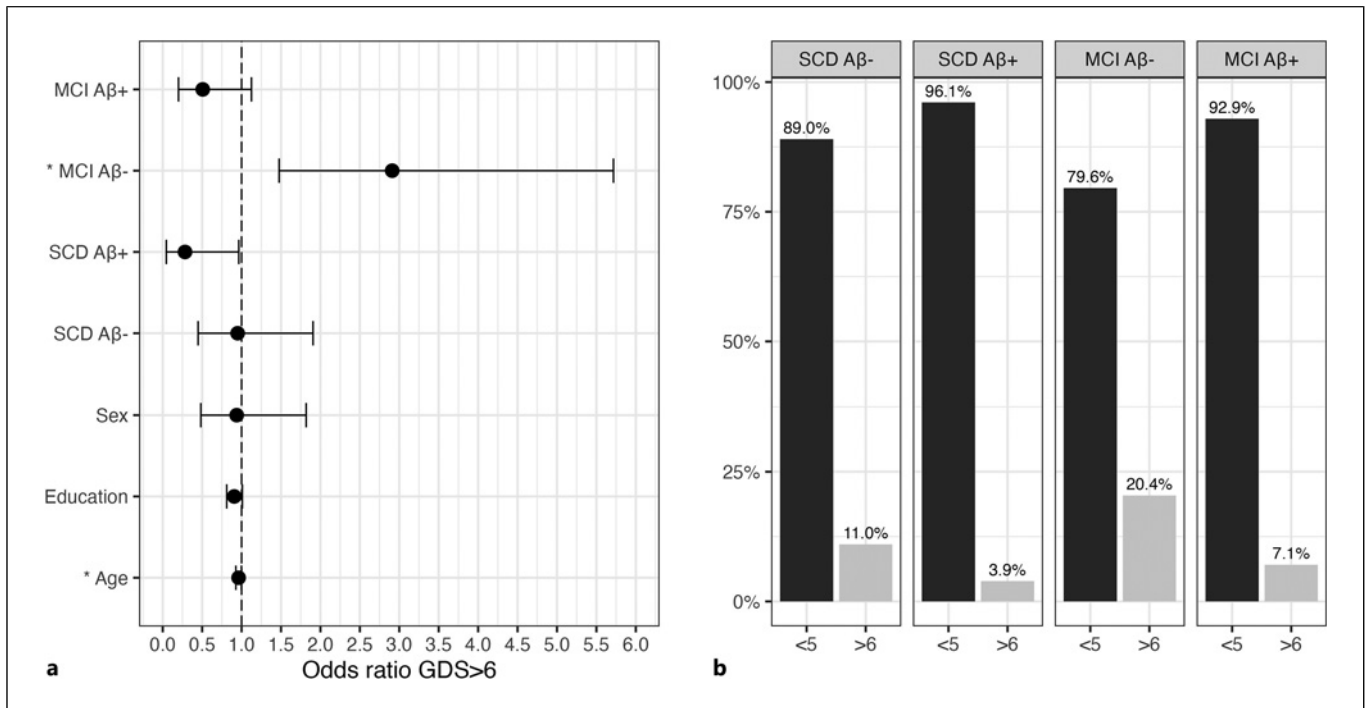 MCI Aβ+
* MCI Aβ-
SCD Aβ+
SCD Aβ-
Sex
Education
* Age
0.0 0.5 1.0 1.5 2.0 2.5 3.0 3.5 4.0 4.5 5.0 5.5 6.0
Odds ratio GDS>6
a
SCD Aβ- SCD Aβ+ MCI Aβ- MCI Aβ+
100%
75%
50%
25%
0%
89.0% 96.1% 79.6% 92.9%
11.0% 3.9% 20.4% 7.1%
<5 >6 <5 >6 <5 >6 <5 >6
b